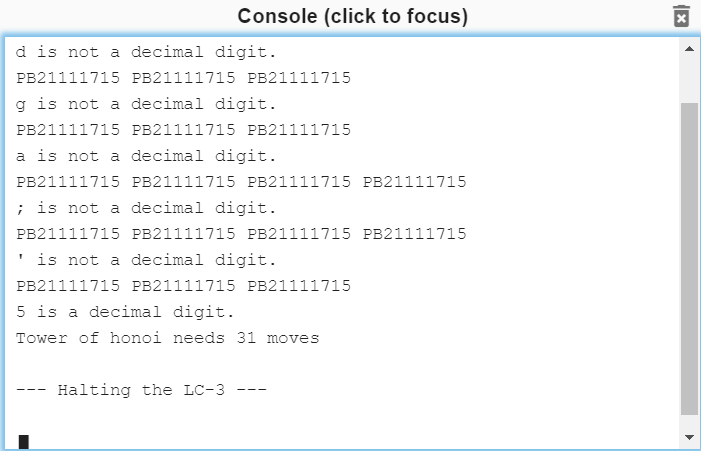 Console (click to focus)
d is not a decimal digit.
PB21111715 PB21111715 PB21111715
g is not a decimal digit.
PB21111715 PB21111715 PB21111715
a is not a decimal digit.
PB21111715 PB21111715 PB21111715 PB21111715
; is not a decimal digit.
PB21111715 PB21111715 PB21111715 PB21111715
' is not a decimal digit.
PB21111715 PB21111715 PB21111715
5 is a decimal digit.
Tower of honoi needs 31 moves
--- Halting the LC-3 ---